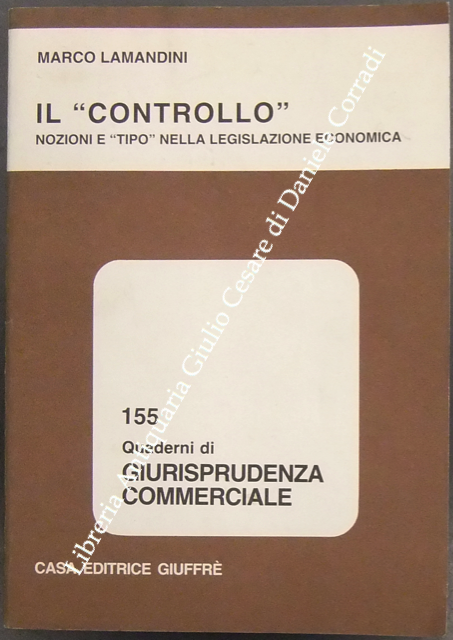 MARCO LAMANDINI
IL “CONTROLLO”
NOZIONI E “TIPO” NELLA LEGISLAZIONE ECONOMICA
155
Quaderni di
GIURISPRUDENZA
COMMERCIALE
CASA EDITRICE GIUFFRÈ
Libreria Antiquaria Giulio Cesare di Daniele Corradi